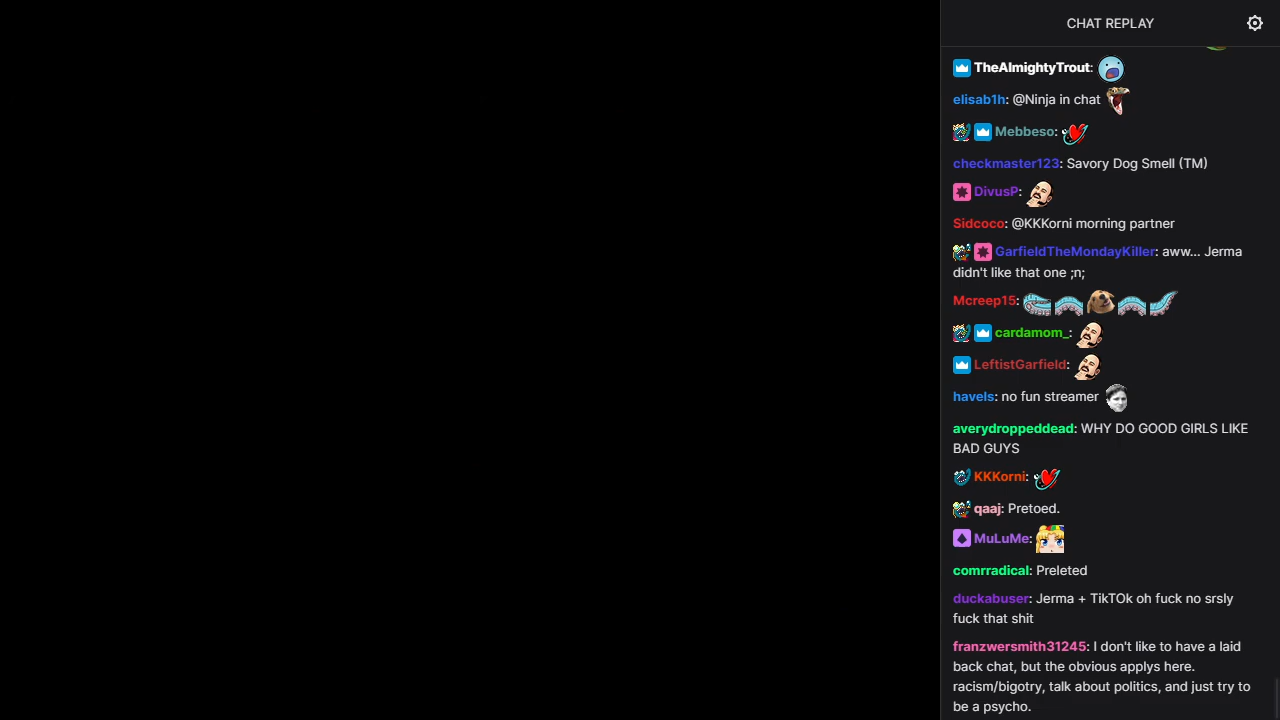 CHAT REPLAY
TheAlmightyTrout:
elisab1h: @Ninja in chat
Mebbeso:
checkmaster123: Savory Dog Smell (TM)
DivusP:
Sidcoco: @KKKorni morning partner
GarfieldTheMondayKiller: aww... Jerma
didn't like that one ;n;
Mcreep15:
cardamom_:
LeftistGarfield:
havels: no fun streamer
averydroppeddead: WHY DO GOOD GIRLS LIKE
BAD GUYS
KKKorni:
qaaj: Pretoed.
MuLuMe:
comrradical: Preleted
duckabuser: Jerma + TikTOk oh fuck no srsly
fuck that shit
franzwersmith31245: I don't like to have a laid
back chat, but the obvious applys here.
racism/bigotry, talk about politics, and just try to
be a psycho.